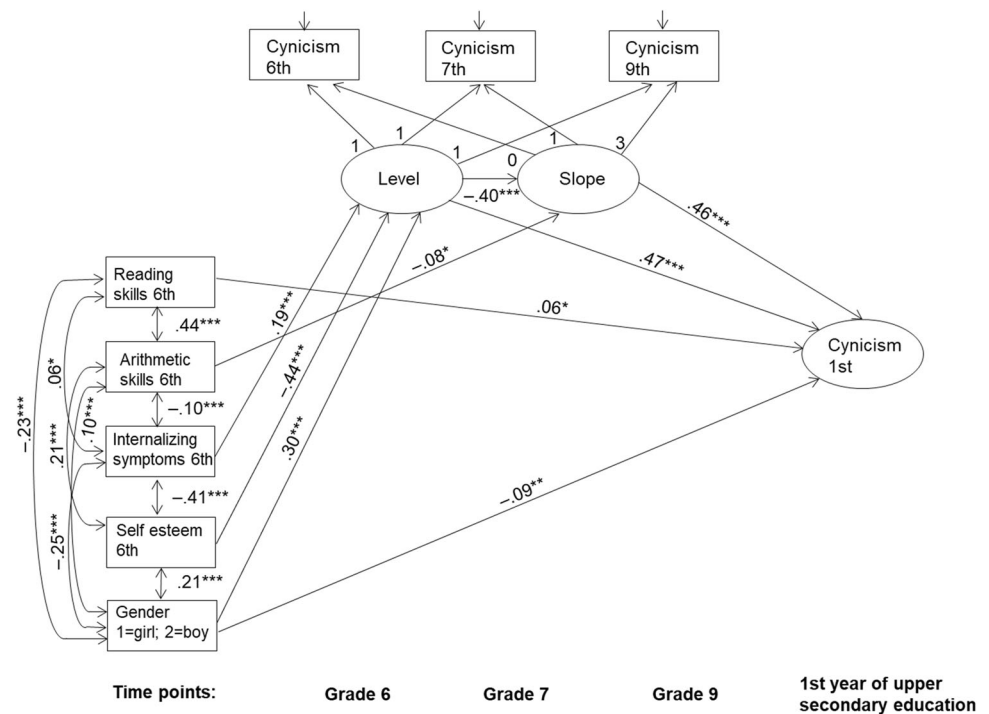 Cynicism
6th
Cynicism
7th
Cynicism
9th
1
1
1
0
1
3
Level
Slope
–.40***
.46***
.47***
–.08*
.06*
.19***
–.44***
.30***
–.09**
Reading
skills 6th
.44***
Arithmetic
skills 6th
–.10***
Internalizing
symptoms 6th
–.41***
Self esteem
6th
.21***
Gender
1=girl; 2=boy
–.23***
.06*
.21***
.10***
–.25***
Cynicism
1st
Time points:
Grade 6
Grade 7
Grade 9
1st year of upper
secondary education